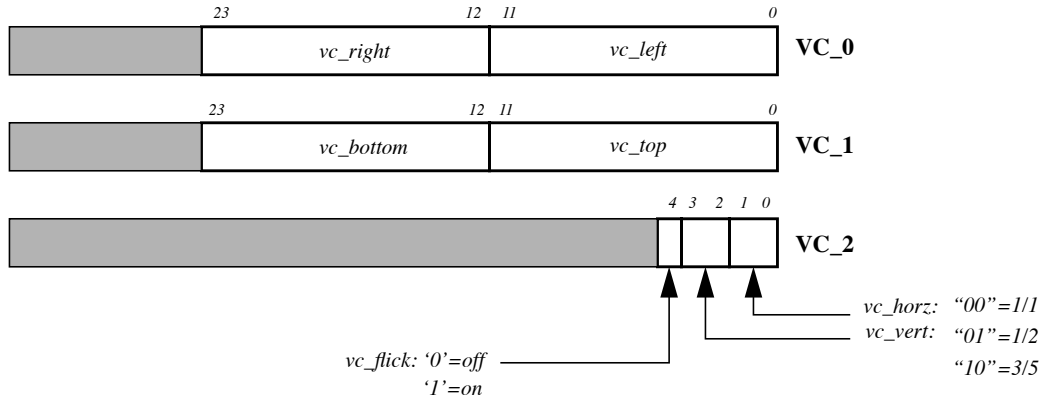 23 12 11 0
vc_right vc_left VC_0
23 12 11 0
vc_bottom vc_top VC_1
4 3 2 1 0
VC_2
vc_horz: “00”=1/1
vc_vert: “01”=1/2
vc_flick: ‘0’=off “10”=3/5
‘1’=on